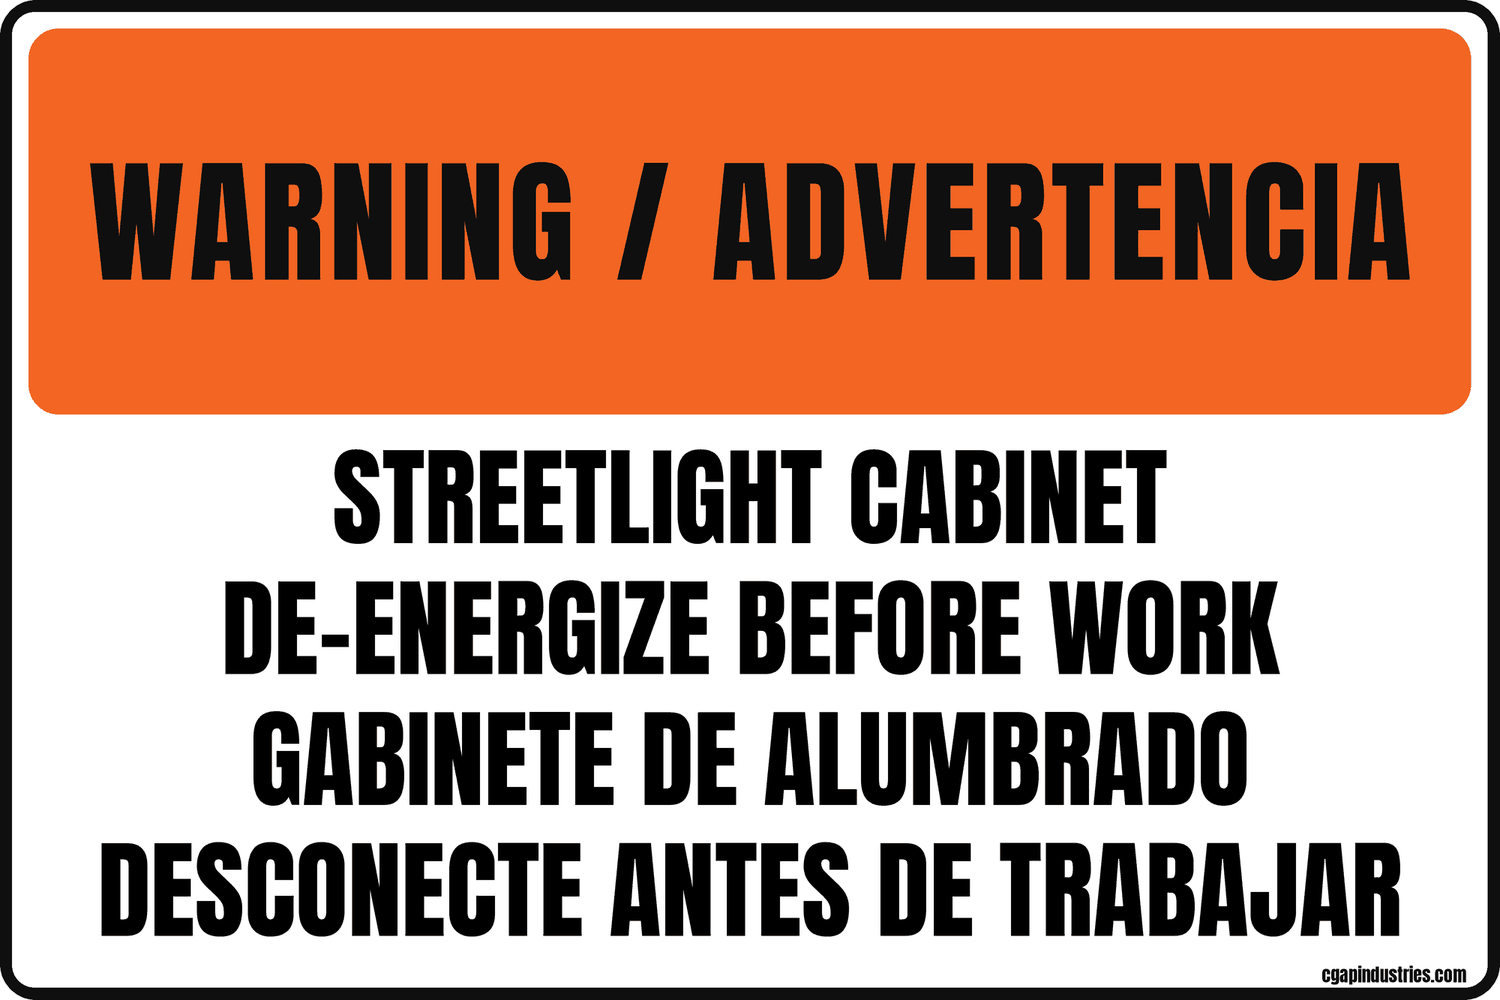 WARNING / ADVERTENCIA
STREETLIGHT CABINET
DE-ENERGIZE BEFORE WORK
GABINETE DE ALUMBRADO
DESCONECTE ANTES DE TRABAJAR
cgapindustries.com